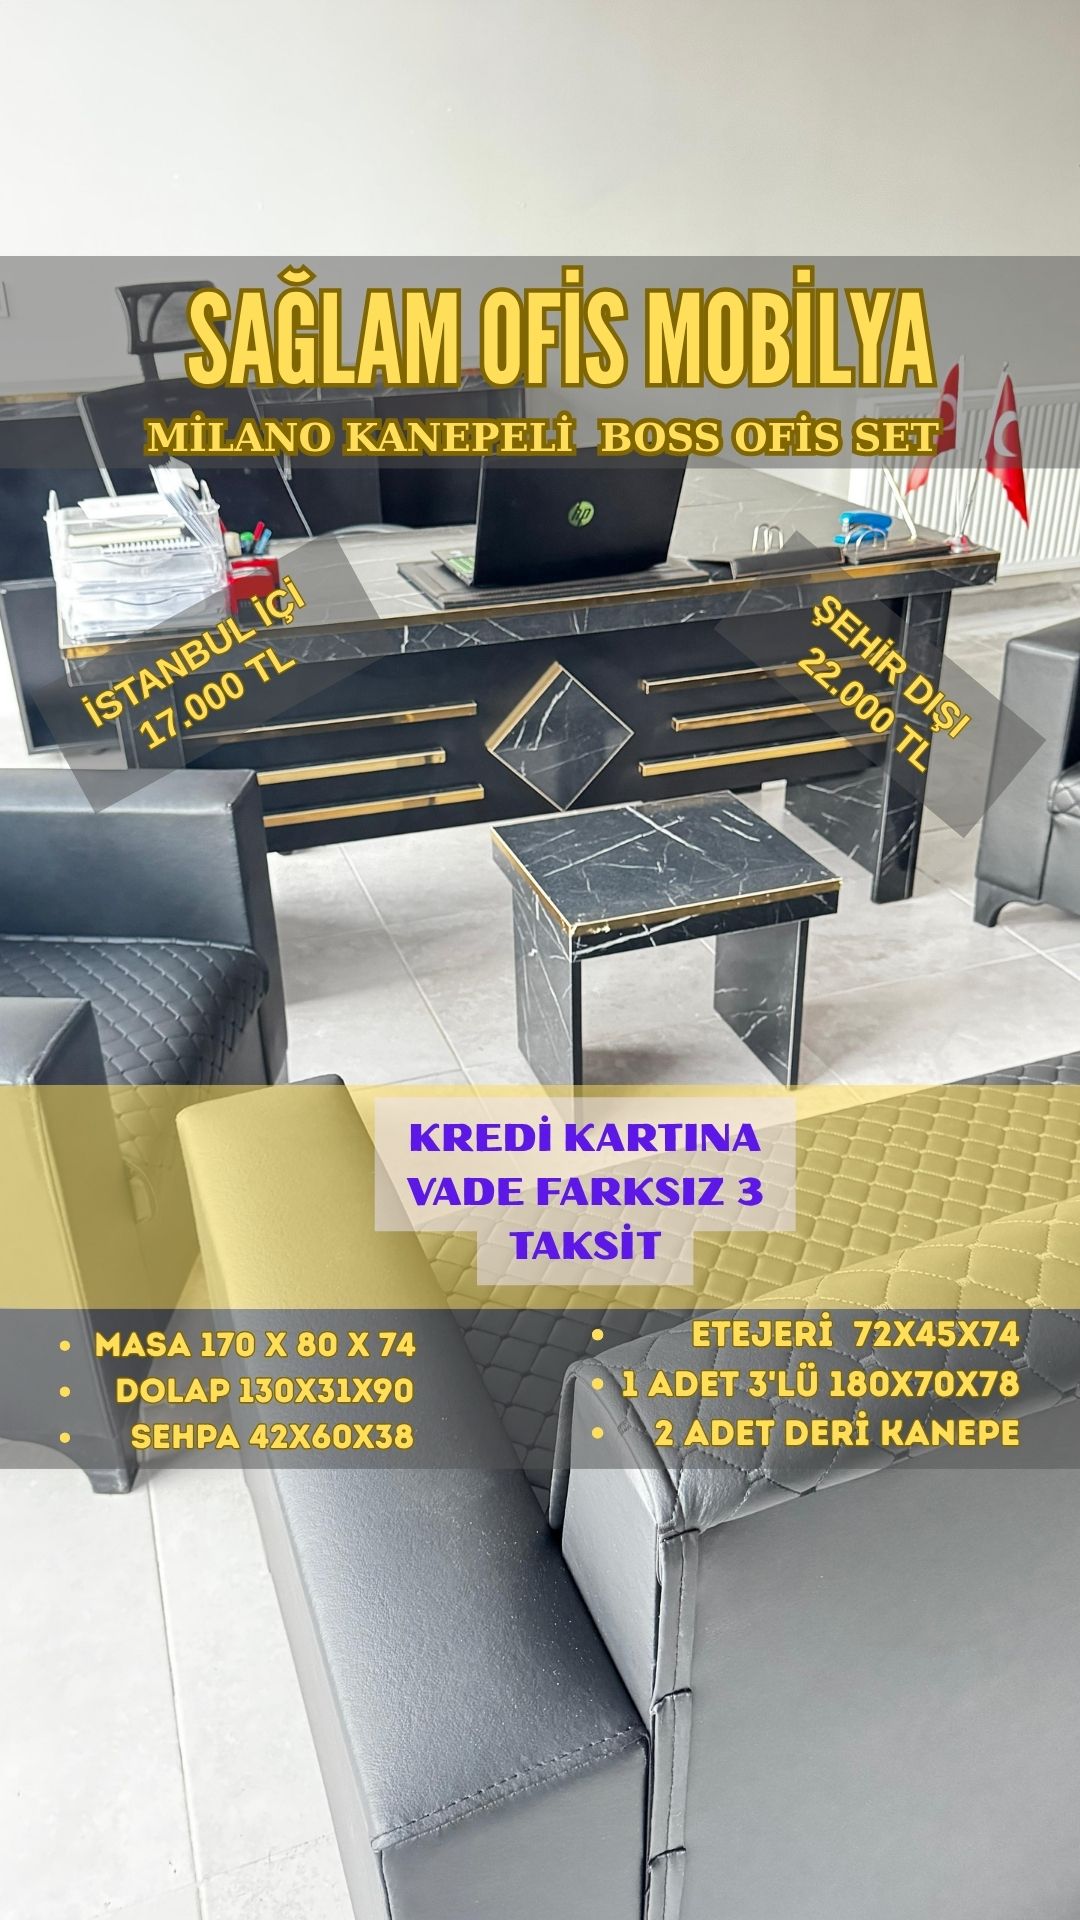 SAĞLAM OFİS MOBİLYA
MİLANO KANEPELİ BOSS OFİS SET
hp
İSTANBUL İÇİ
17.000 TL
ŞEHİR DIŞI
22.000 TL
KREDİ KARTINA
VADE FARKSIZ 3
TAKSİT
• MASA 170 X 80 X 74
• DOLAP 130X31X90
• SEHPA 42X60X38
• ETEJERİ 72X45X74
• 1 ADET 3'LÜ 180X70X78
• 2 ADET DERİ KANEPE